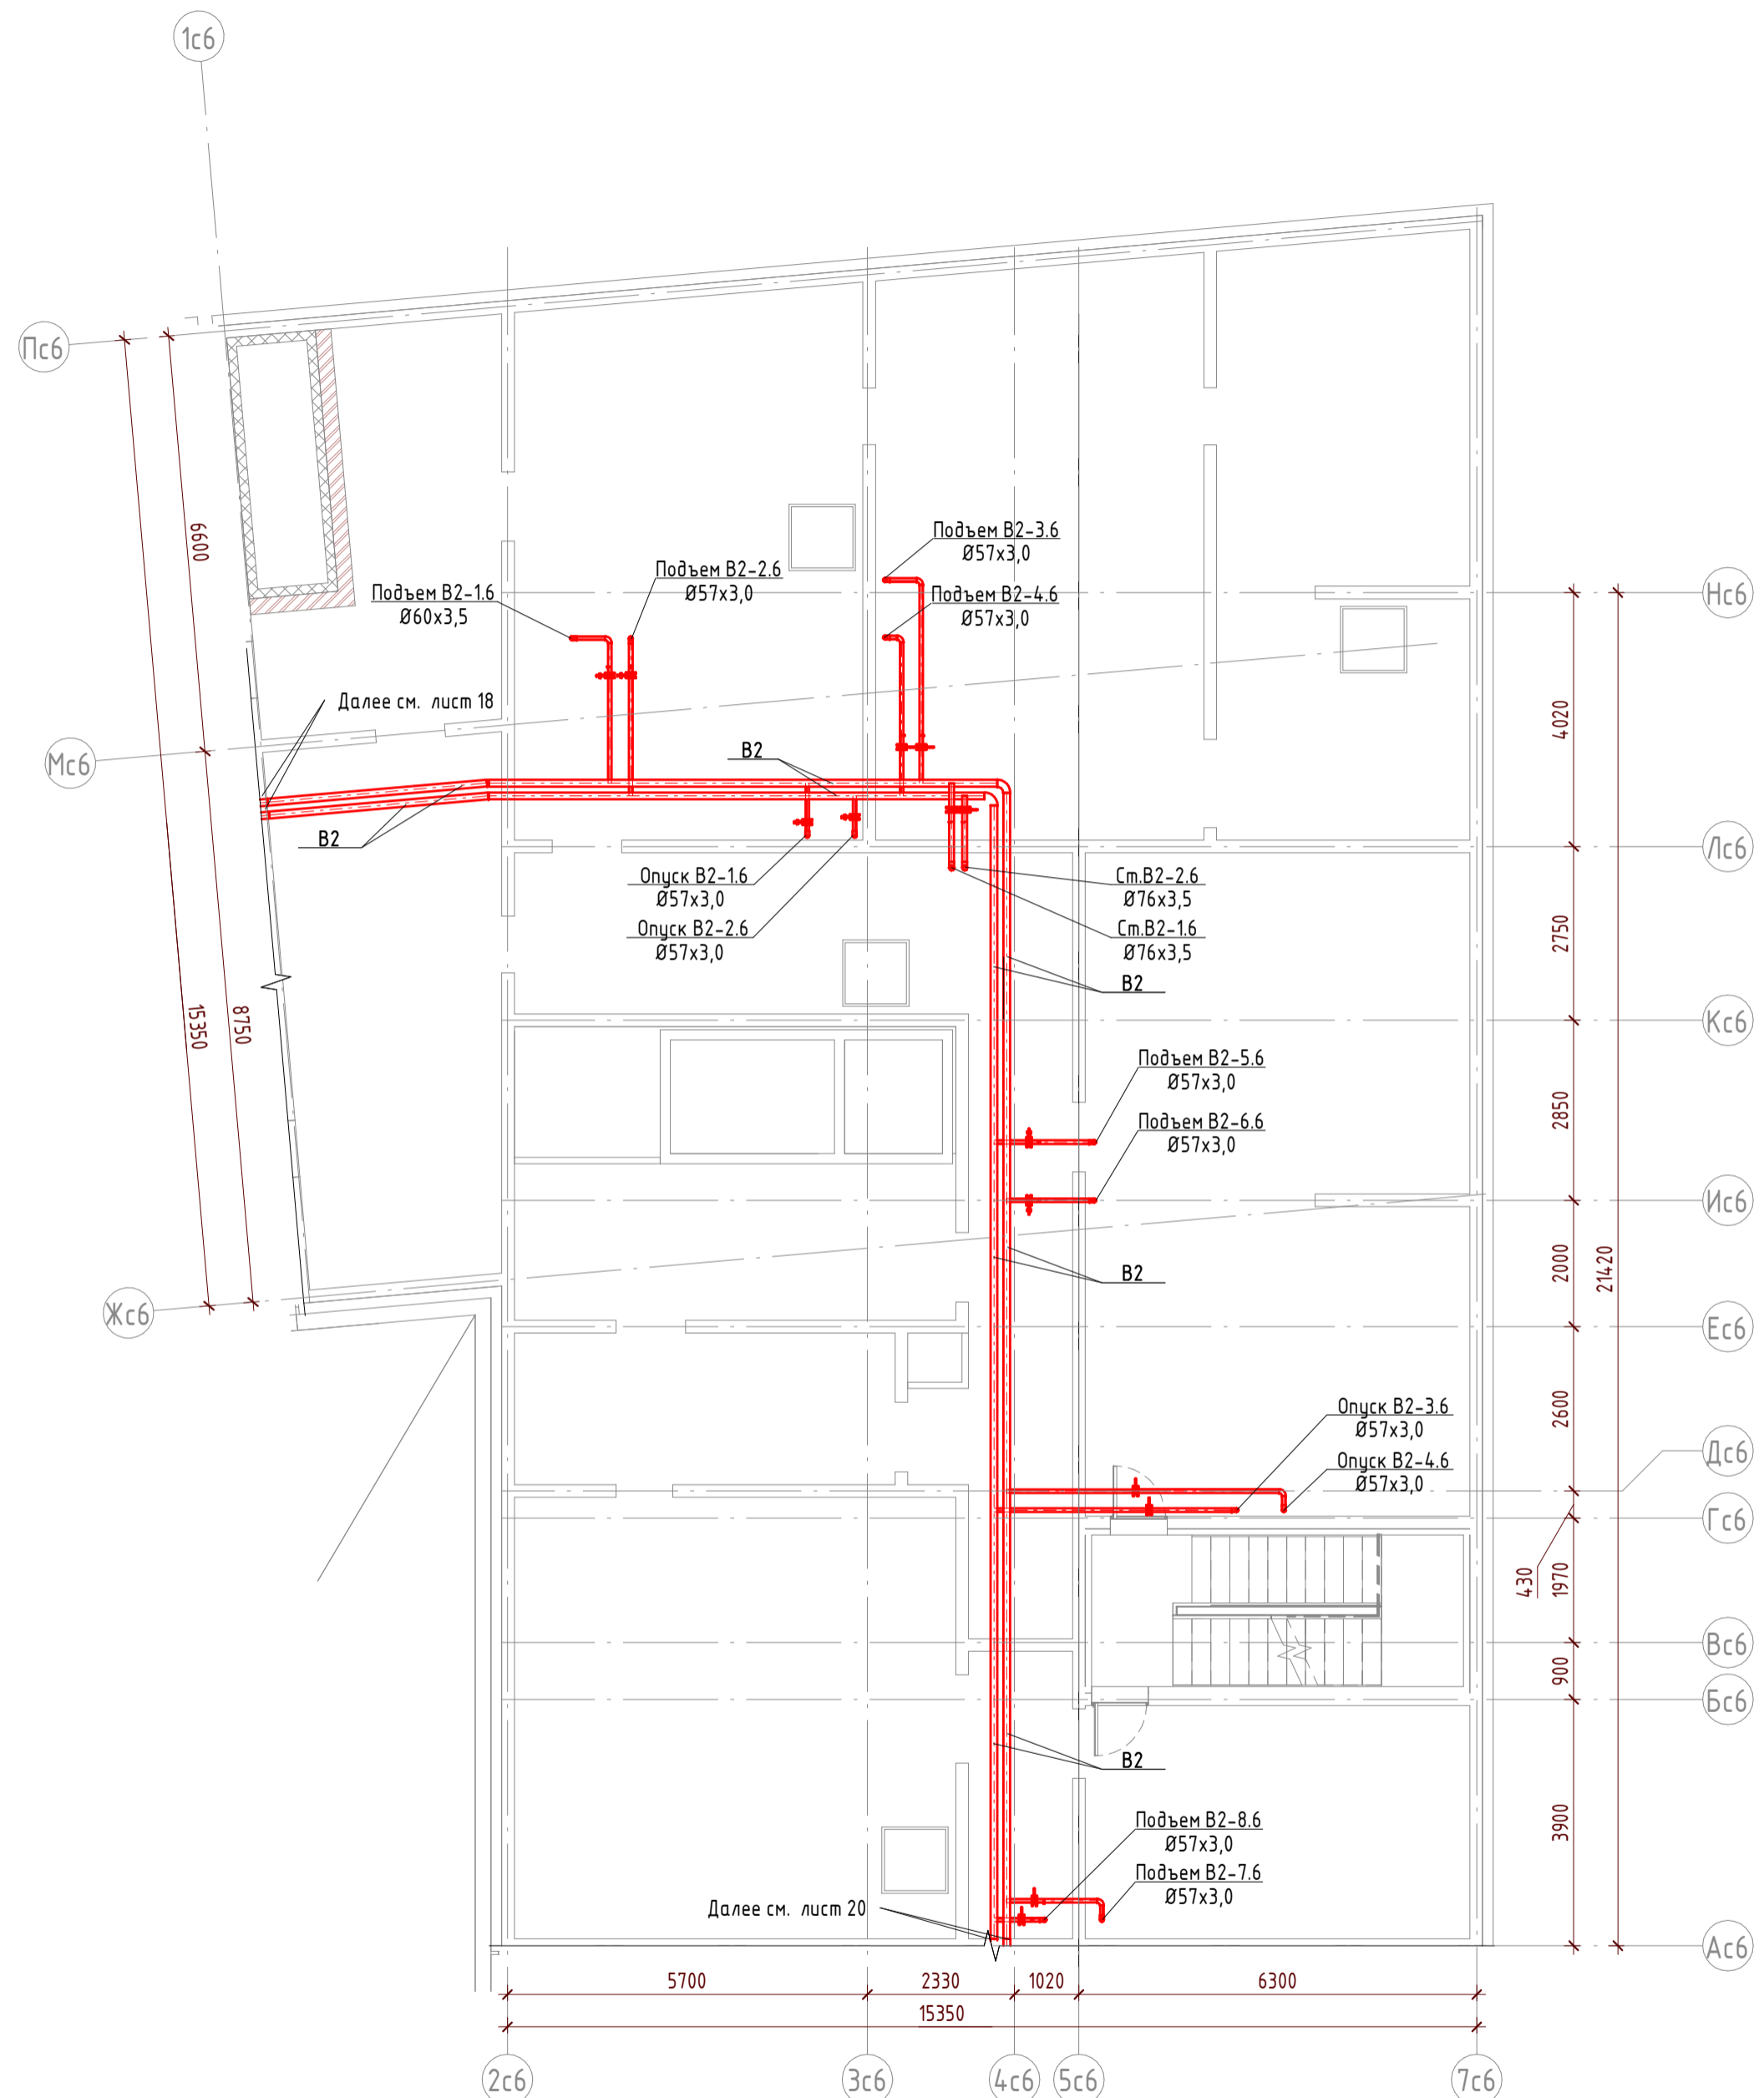 1с6
Пс6
6600
Подъем В2-3.6
Ø57х3,0
Подъем В2-2.6
Ø57х3,0
Подъем В2-1.6
Ø60х3,5
Подъем В2-4.6
Ø57х3,0
Нс6
Далее см. лист 18
4020
Мс6
В2
В2
Лс6
Опуск В2-1.6
Ø57х3,0
Ст.В2-2.6
Ø76х3,5
Опуск В2-2.6
Ø57х3,0
Ст.В2-1.6
Ø76х3,5
2750
В2
15350
8750
Кс6
Подъем В2-5.6
Ø57х3,0
2850
Подъем В2-6.6
Ø57х3,0
Ис6
В2
2000
21420
Жс6
Ес6
Опуск В2-3.6
Ø57х3,0
2600
Опуск В2-4.6
Ø57х3,0
Дс6
Гс6
430
1970
Вс6
900
Бс6
В2
Подъем В2-8.6
Ø57х3,0
3900
Подъем В2-7.6
Ø57х3,0
Далее см. лист 20
Ас6
5700
2330
1020
6300
15350
2с6
3с6
4с6
5с6
7с6